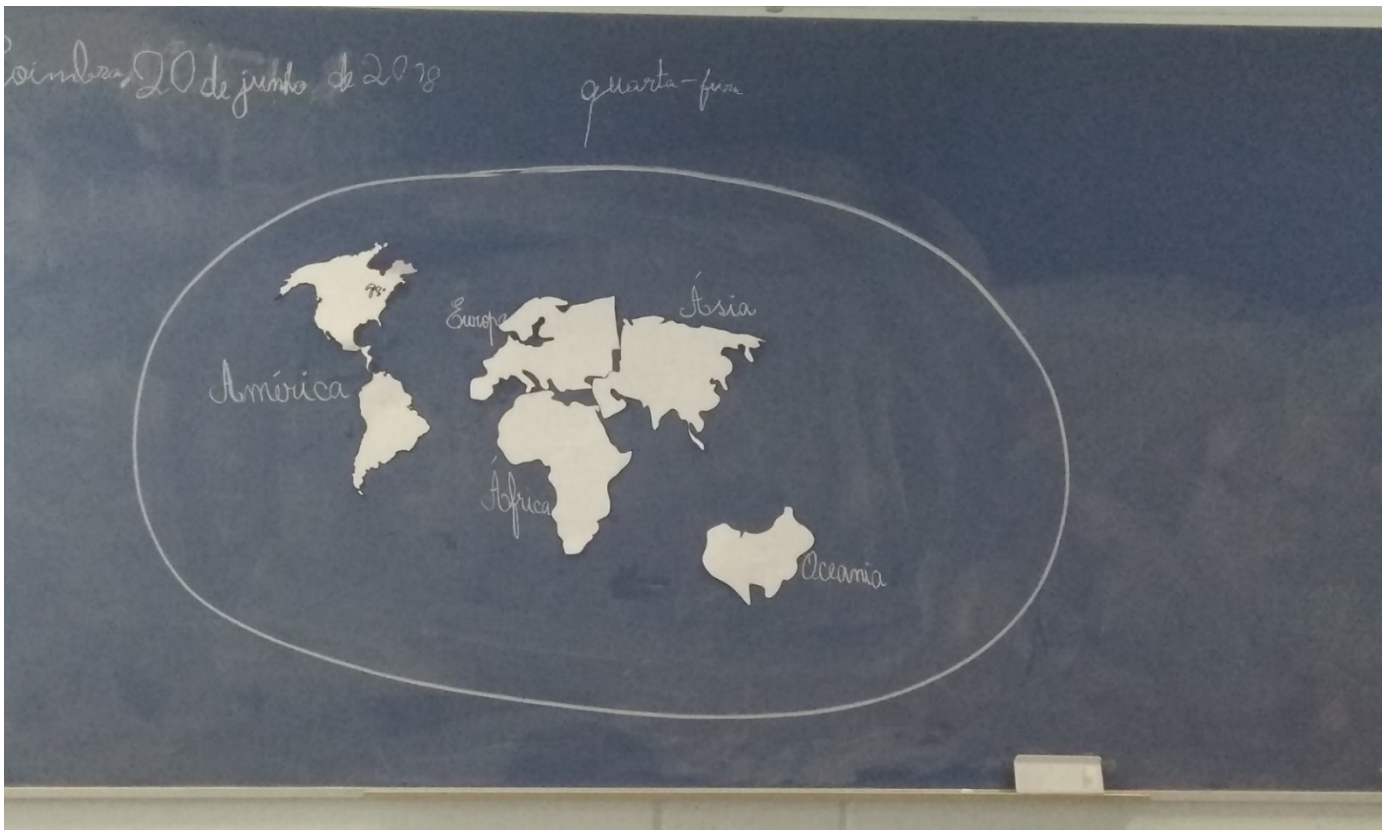 Coimbra, 20 de junho de 2018
quarta-feira
Europa
Ásia
América
África
Oceania